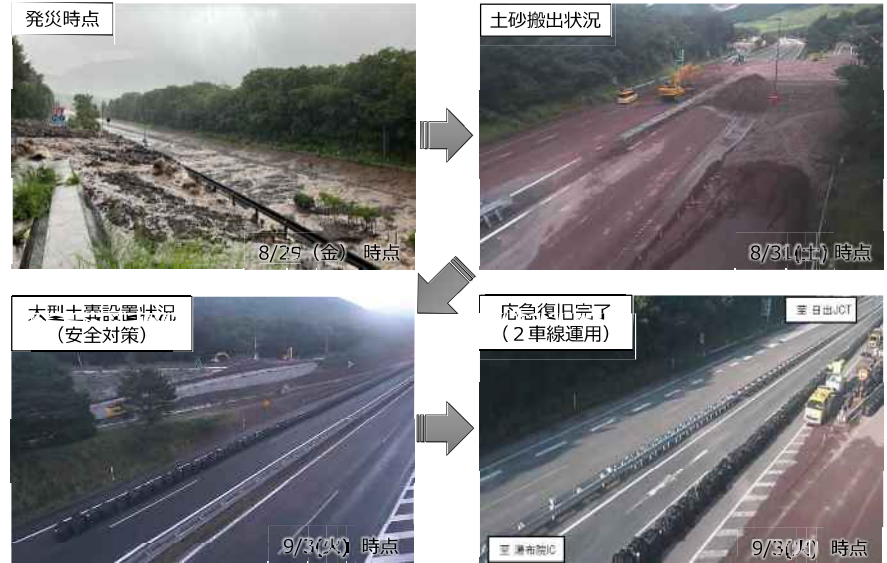 発災時点
8/29（金）時点
土砂搬出状況
8/31(土) 時点
大型土嚢設置状況
（安全対策）
9/3(火) 時点
応急復旧完了
（２車線運用）
至 日出JCT
至 湯布院IC
9/3(火) 時点